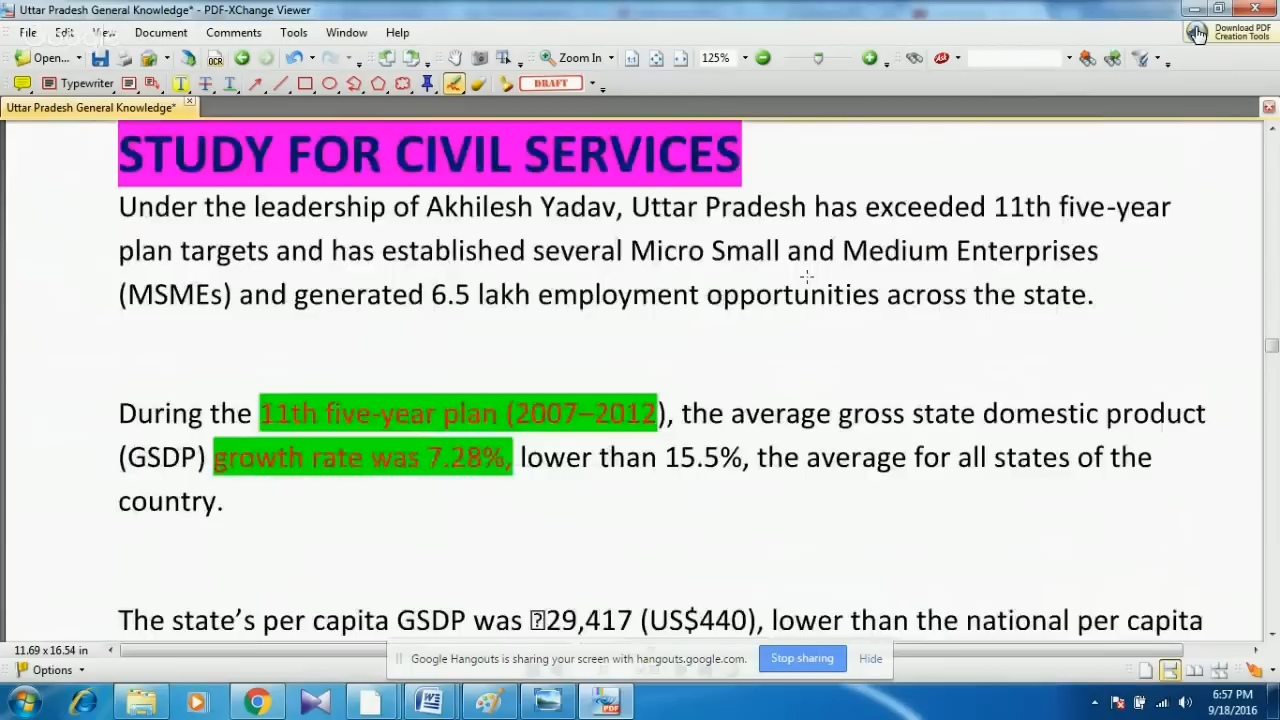 Uttar Pradesh General Knowledge* - PDF-XChange Viewer
File Edit View Document Comments Tools Window Help
Download PDF
Creation Tools
Open... OCR Zoom In 125%
Typewriter DRAFT
Uttar Pradesh General Knowledge*
STUDY FOR CIVIL SERVICES
Under the leadership of Akhilesh Yadav, Uttar Pradesh has exceeded 11th five-year
plan targets and has established several Micro Small and Medium Enterprises
(MSMEs) and generated 6.5 lakh employment opportunities across the state.
During the 11th five-year plan (2007–2012), the average gross state domestic product
(GSDP) growth rate was 7.28%, lower than 15.5%, the average for all states of the
country.
The state’s per capita GSDP was 29,417 (US$440), lower than the national per capita
11.69 x 16.54 in
Google Hangouts is sharing your screen with hangouts.google.com. Stop sharing Hide
Options
6:57 PM
9/18/2016